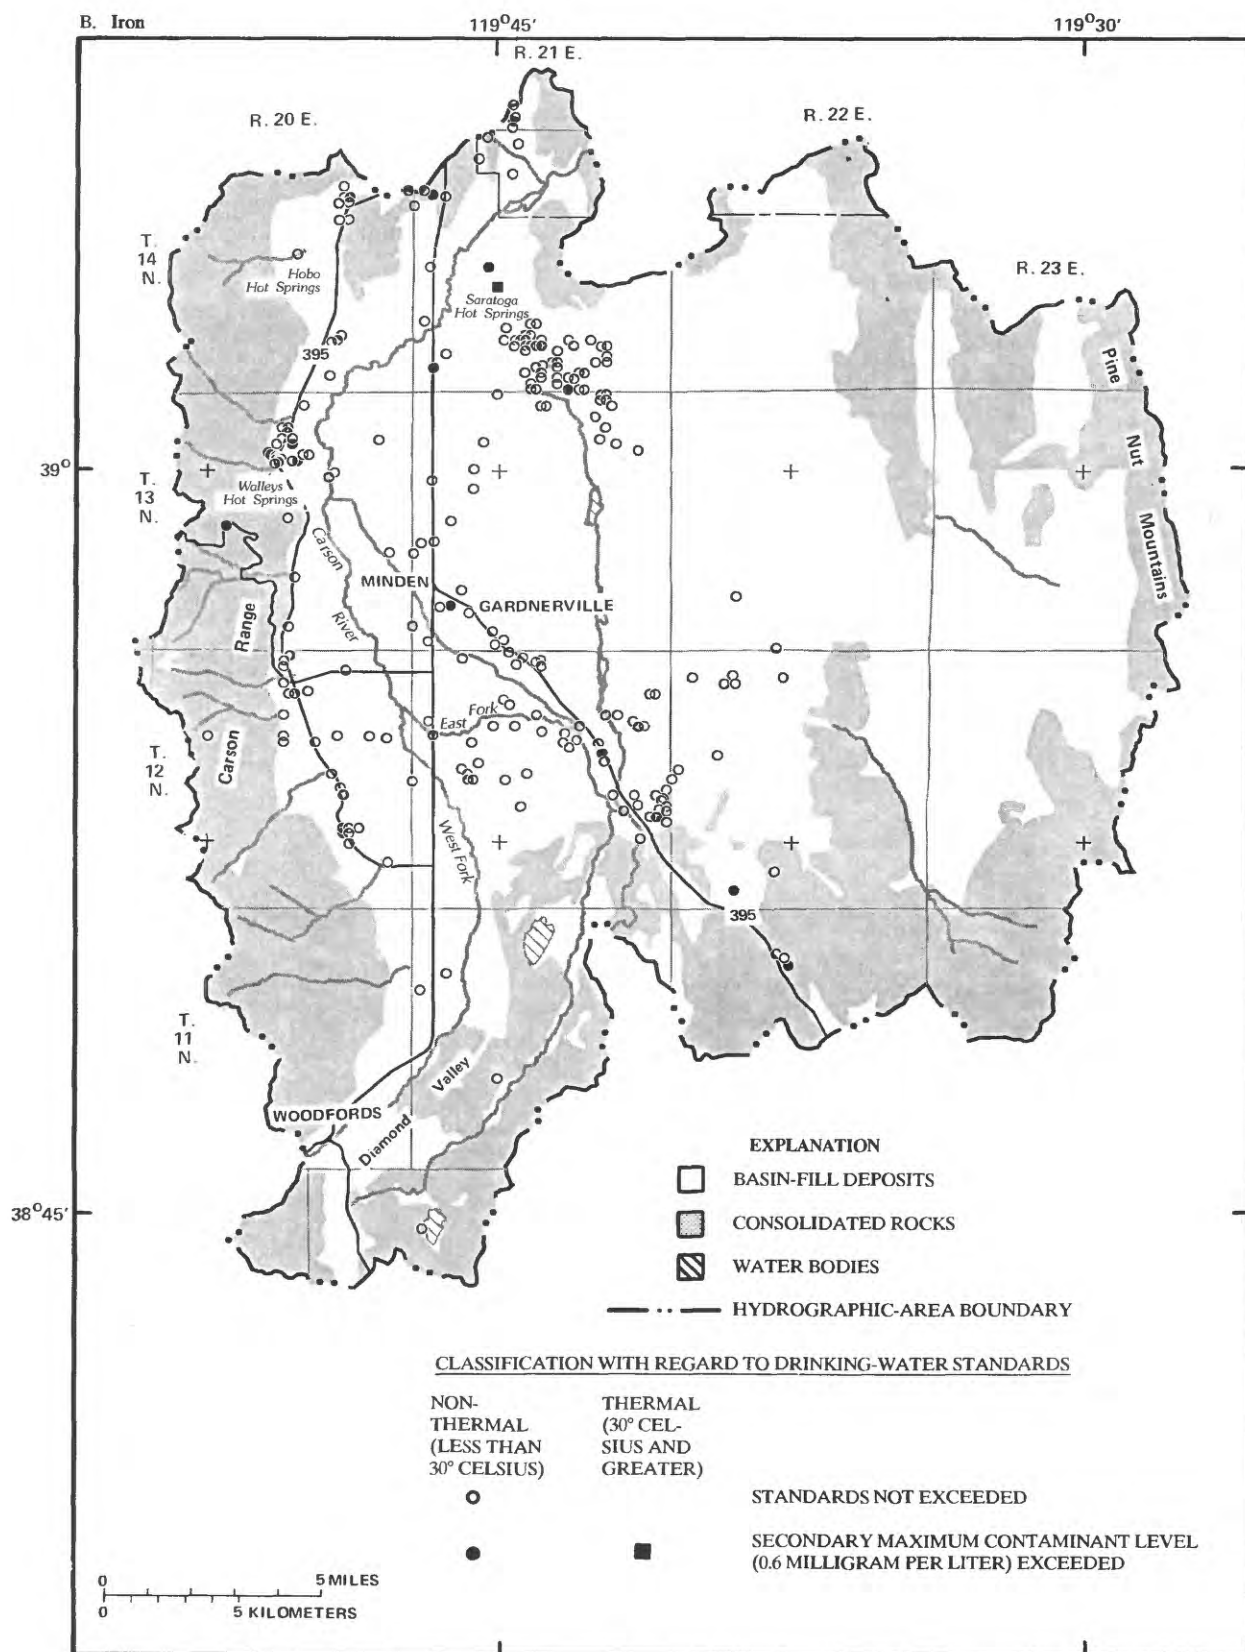 B. Iron
119°45'
119°30'
R. 21 E.
R. 20 E.
R. 22 E.
T.
14
N.
R. 23 E.
Hobo
Hot Springs
Saratoga
Hot Springs
395
Pine
39°
Nut
T.
13
N.
Walleys
Hot Springs
Carson
Mountains
MINDEN
GARDNERVILLE
Range
River
East Fork
T.
12
N.
Carson
West Fork
395
T.
11
N.
Valley
WOODFORDS
Diamond
38°45'
EXPLANATION
BASIN-FILL DEPOSITS
CONSOLIDATED ROCKS
WATER BODIES
HYDROGRAPHIC-AREA BOUNDARY
CLASSIFICATION WITH REGARD TO DRINKING-WATER STANDARDS
NON-
THERMAL
(LESS THAN
30° CELSIUS)
THERMAL
(30° CEL-
SIUS AND
GREATER)
STANDARDS NOT EXCEEDED
SECONDARY MAXIMUM CONTAMINANT LEVEL
(0.6 MILLIGRAM PER LITER) EXCEEDED
0 5 MILES
0 5 KILOMETERS